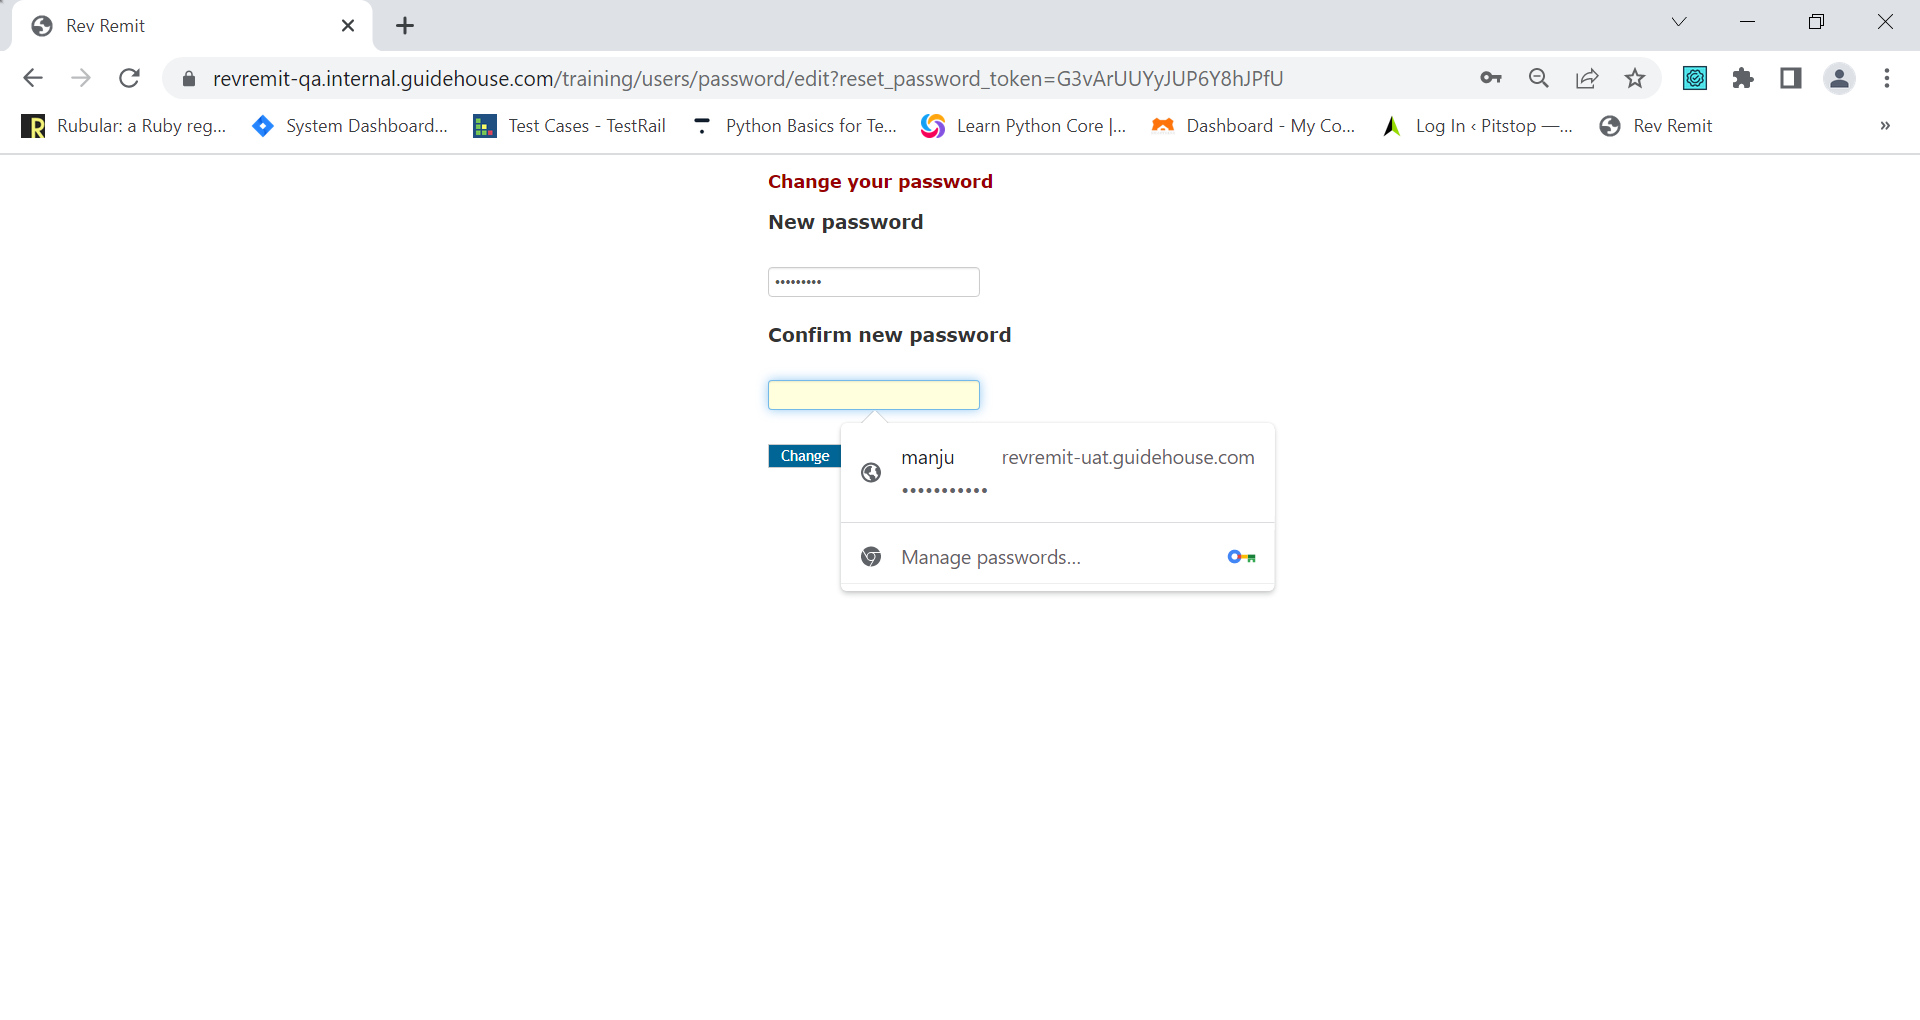 Rev Remit
revremit-qa.internal.guidehouse.com/training/users/password/edit?reset_password_token=G3vArUUYyJUP6Y8hJPfU
Rubular: a Ruby reg... System Dashboard... Test Cases - TestRail Python Basics for Te... Learn Python Core |... Dashboard - My Co... Log In ‹ Pitstop —... Rev Remit »
Change your password
New password
•••••••••
Confirm new password
Change
manju revremit-uat.guidehouse.com
•••••••••••
Manage passwords...